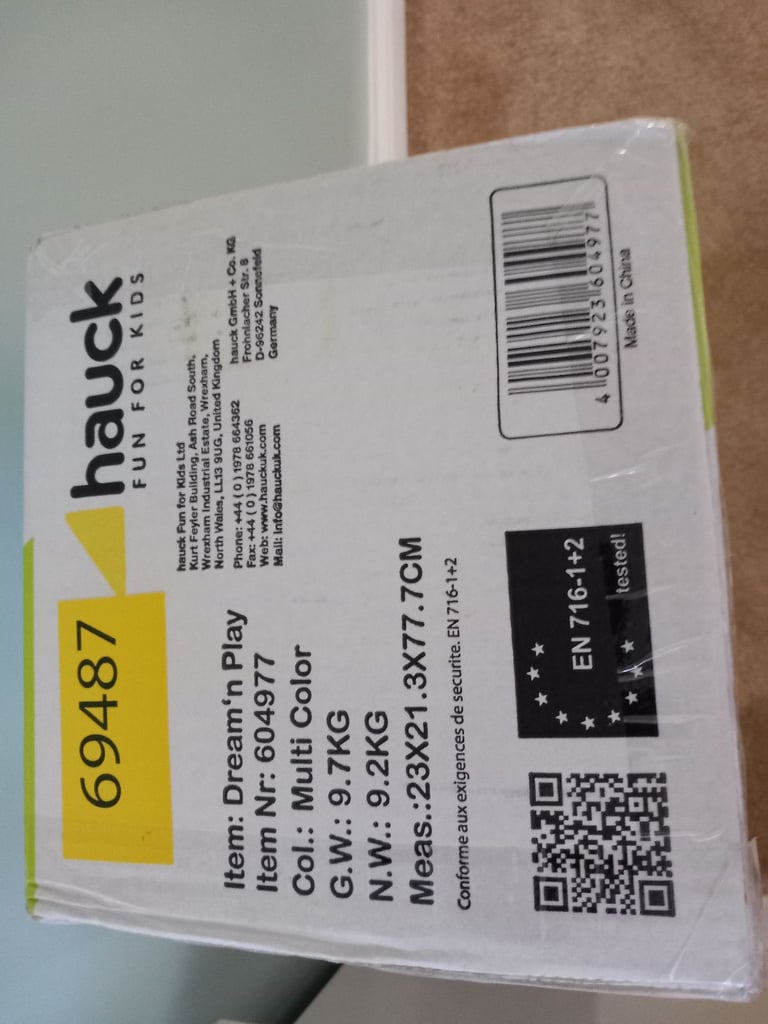 69487
hauck
FUN FOR KIDS
hauck Fun for Kids Ltd
Kurt Feyler Building, Ash Road South,
Wrexham Industrial Estate, Wrexham,
North Wales, LL13 9UG, United Kingdom
Phone: +44 ( 0 ) 1978 664362
Fax: +44 ( 0 ) 1978 661056
Web: www.hauckuk.com
Mail: info@hauckuk.com
hauck GmbH + Co. KG
Frohnlacher Str. 8
D-96242 Sonnefeld
Germany
Item: Dream'n Play
Item Nr: 604977
Col.: Multi Color
G.W.: 9.7KG
N.W.: 9.2KG
Meas.:23X21.3X77.7CM
Conforme aux exigences de securite. EN 716-1+2
EN 716-1+2
tested!
4 007923 604977
Made in China